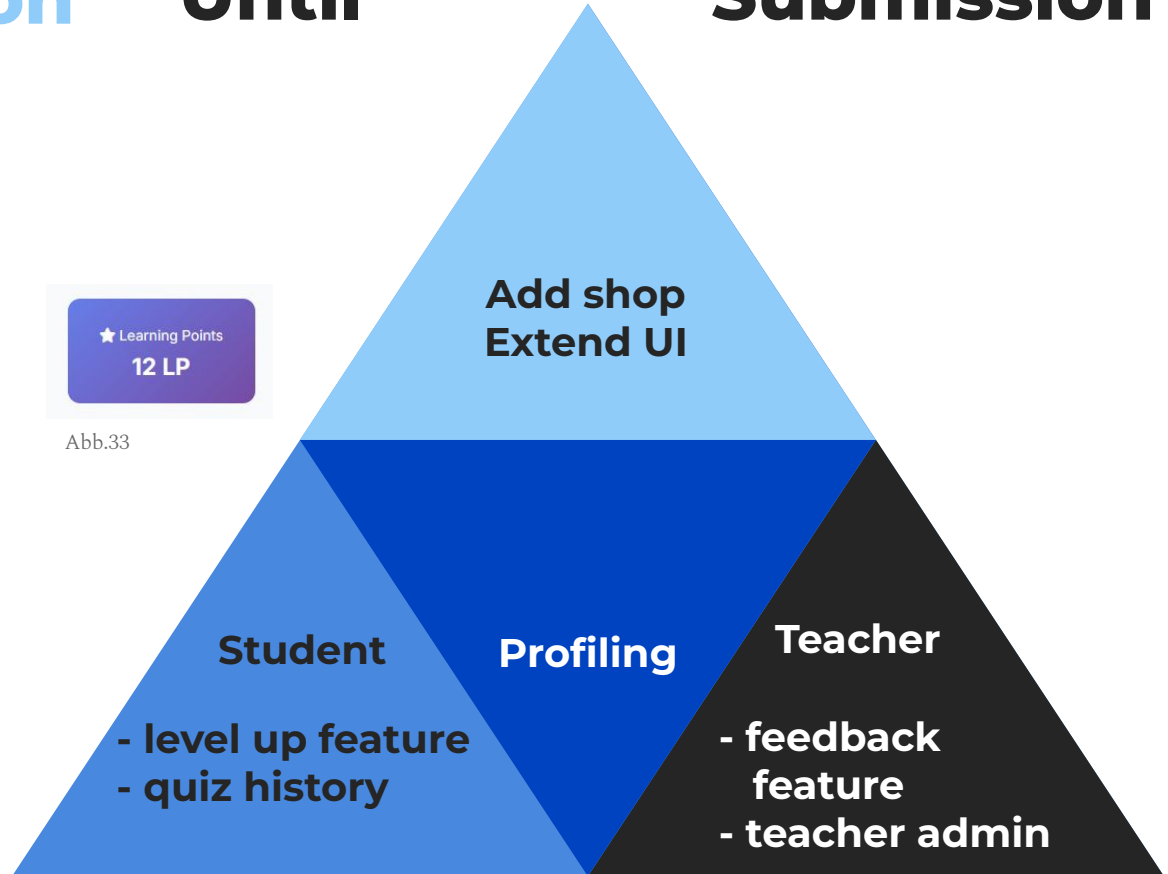 on Until Submission
Add shop
Extend UI
Learning Points
12 LP
Abb.33
Student
- level up feature
- quiz history
Profiling
Teacher
- feedback
feature
- teacher admin